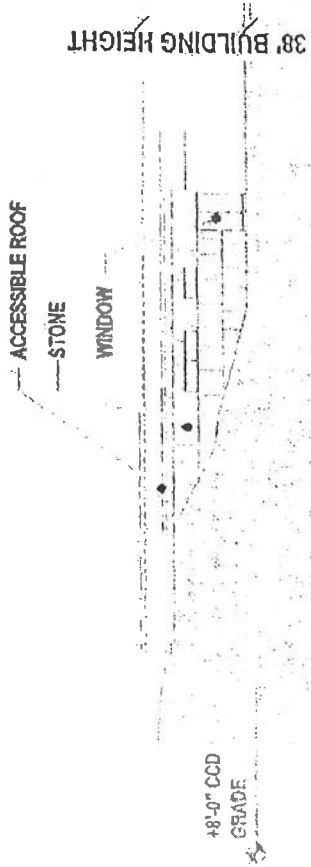 ACCESSIBLE ROOF
STONE
WINDOW
38' BUILDING HEIGHT
+8'-0" CCD
GRADE